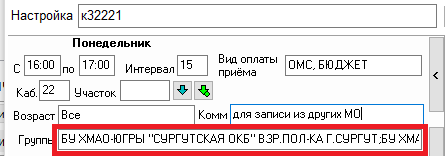 Настройка к32221
Понедельник
С 16:00 по 17:00 Интервал 15 Вид оплаты приёма ОМС, БЮДЖЕТ
Каб. 22 Участок
Возраст Все Комм для записи из других МО
Группы БУ ХМАО-ЮГРЫ "СУРГУТСКАЯ ОКБ" ВЗР.ПОЛ-КА Г.СУРГУТ;БУ ХМА
<